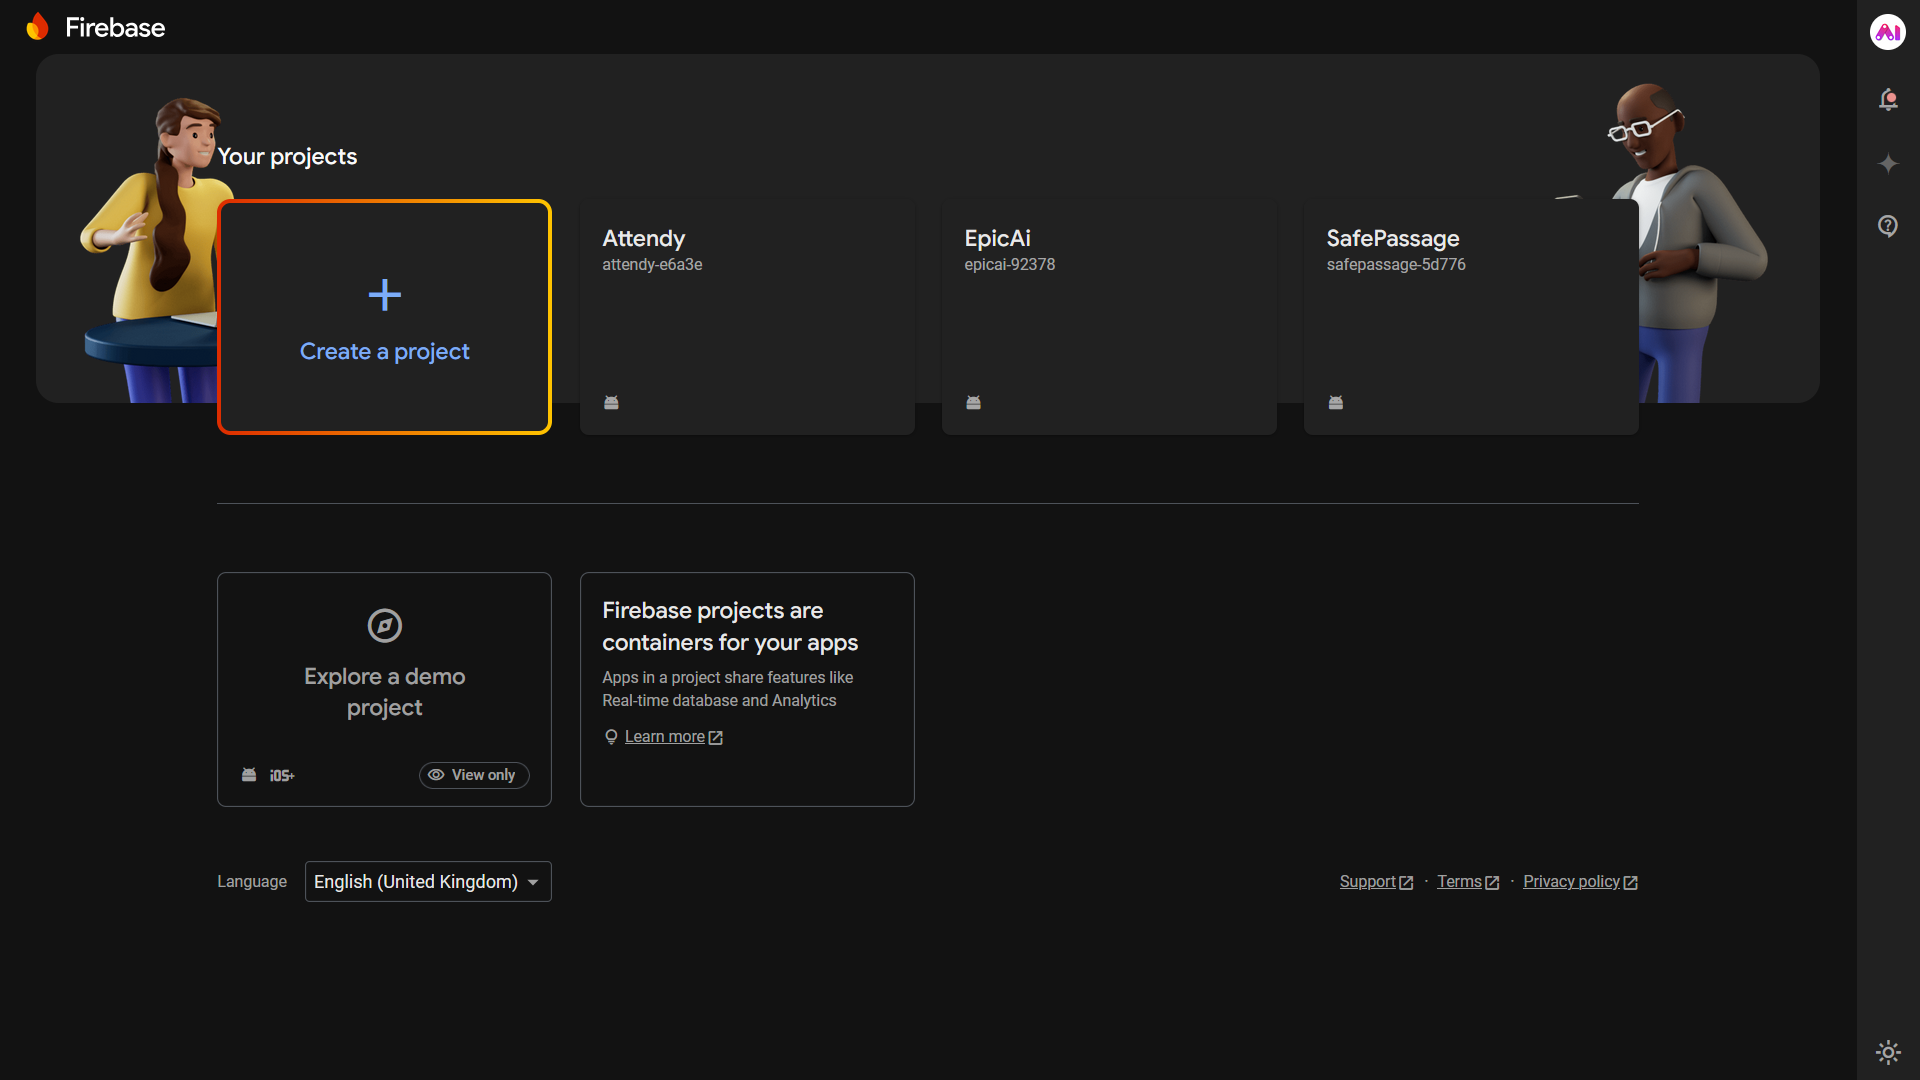 Firebase
Your projects
Create a project
Attendy
attendy-e6a3e
EpicAi
epicai-92378
SafePassage
safepassage-5d776
Explore a demo
project
iOS+
View only
Firebase projects are
containers for your apps
Apps in a project share features like
Real-time database and Analytics
Learn more
Language
English (United Kingdom)
Support · Terms · Privacy policy